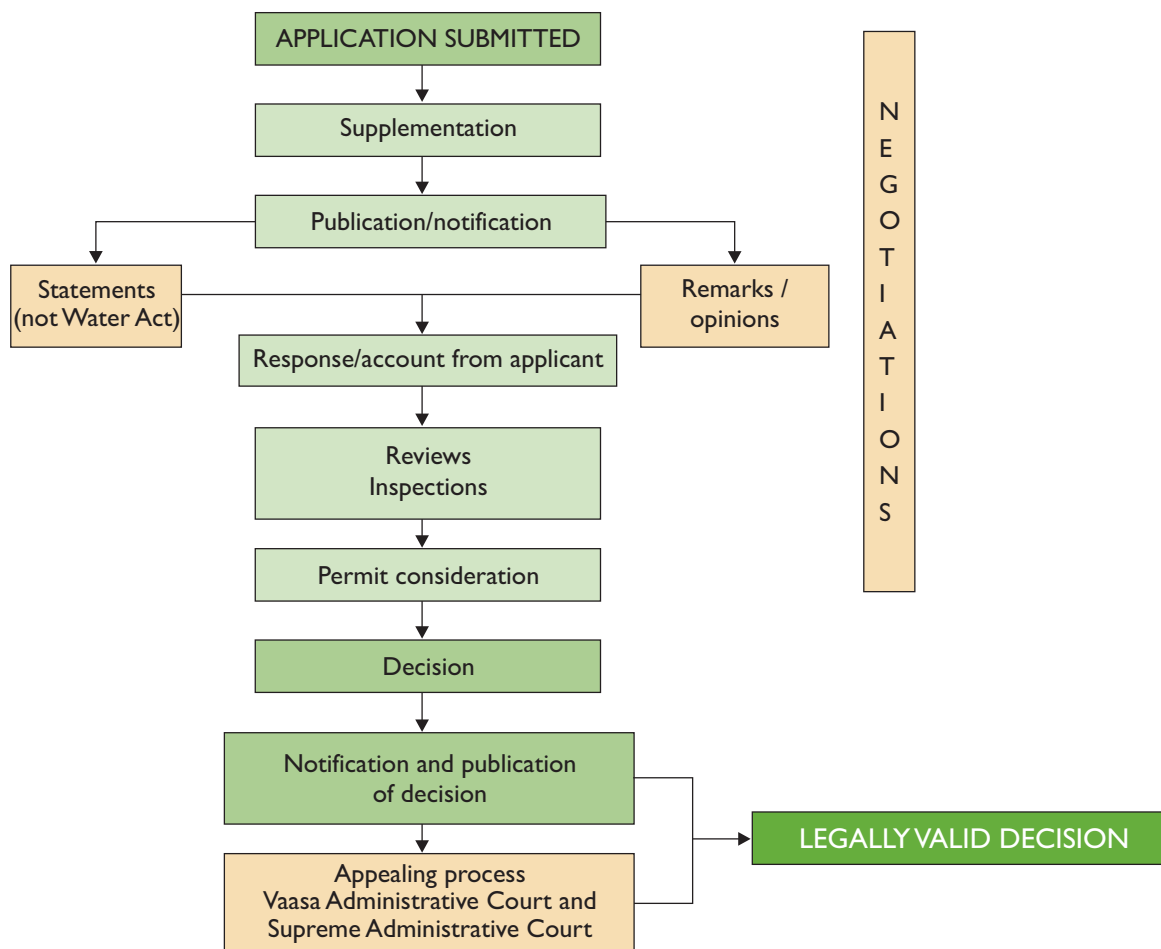 APPLICATION SUBMITTED
Supplementation
Publication/notification
Statements
(not Water Act)
Remarks /
opinions
Response/account from applicant
Reviews
Inspections
Permit consideration
Decision
Notification and publication
of decision
Appealing process
Vaasa Administrative Court and
Supreme Administrative Court
LEGALLY VALID DECISION
NEGOTIATIONS